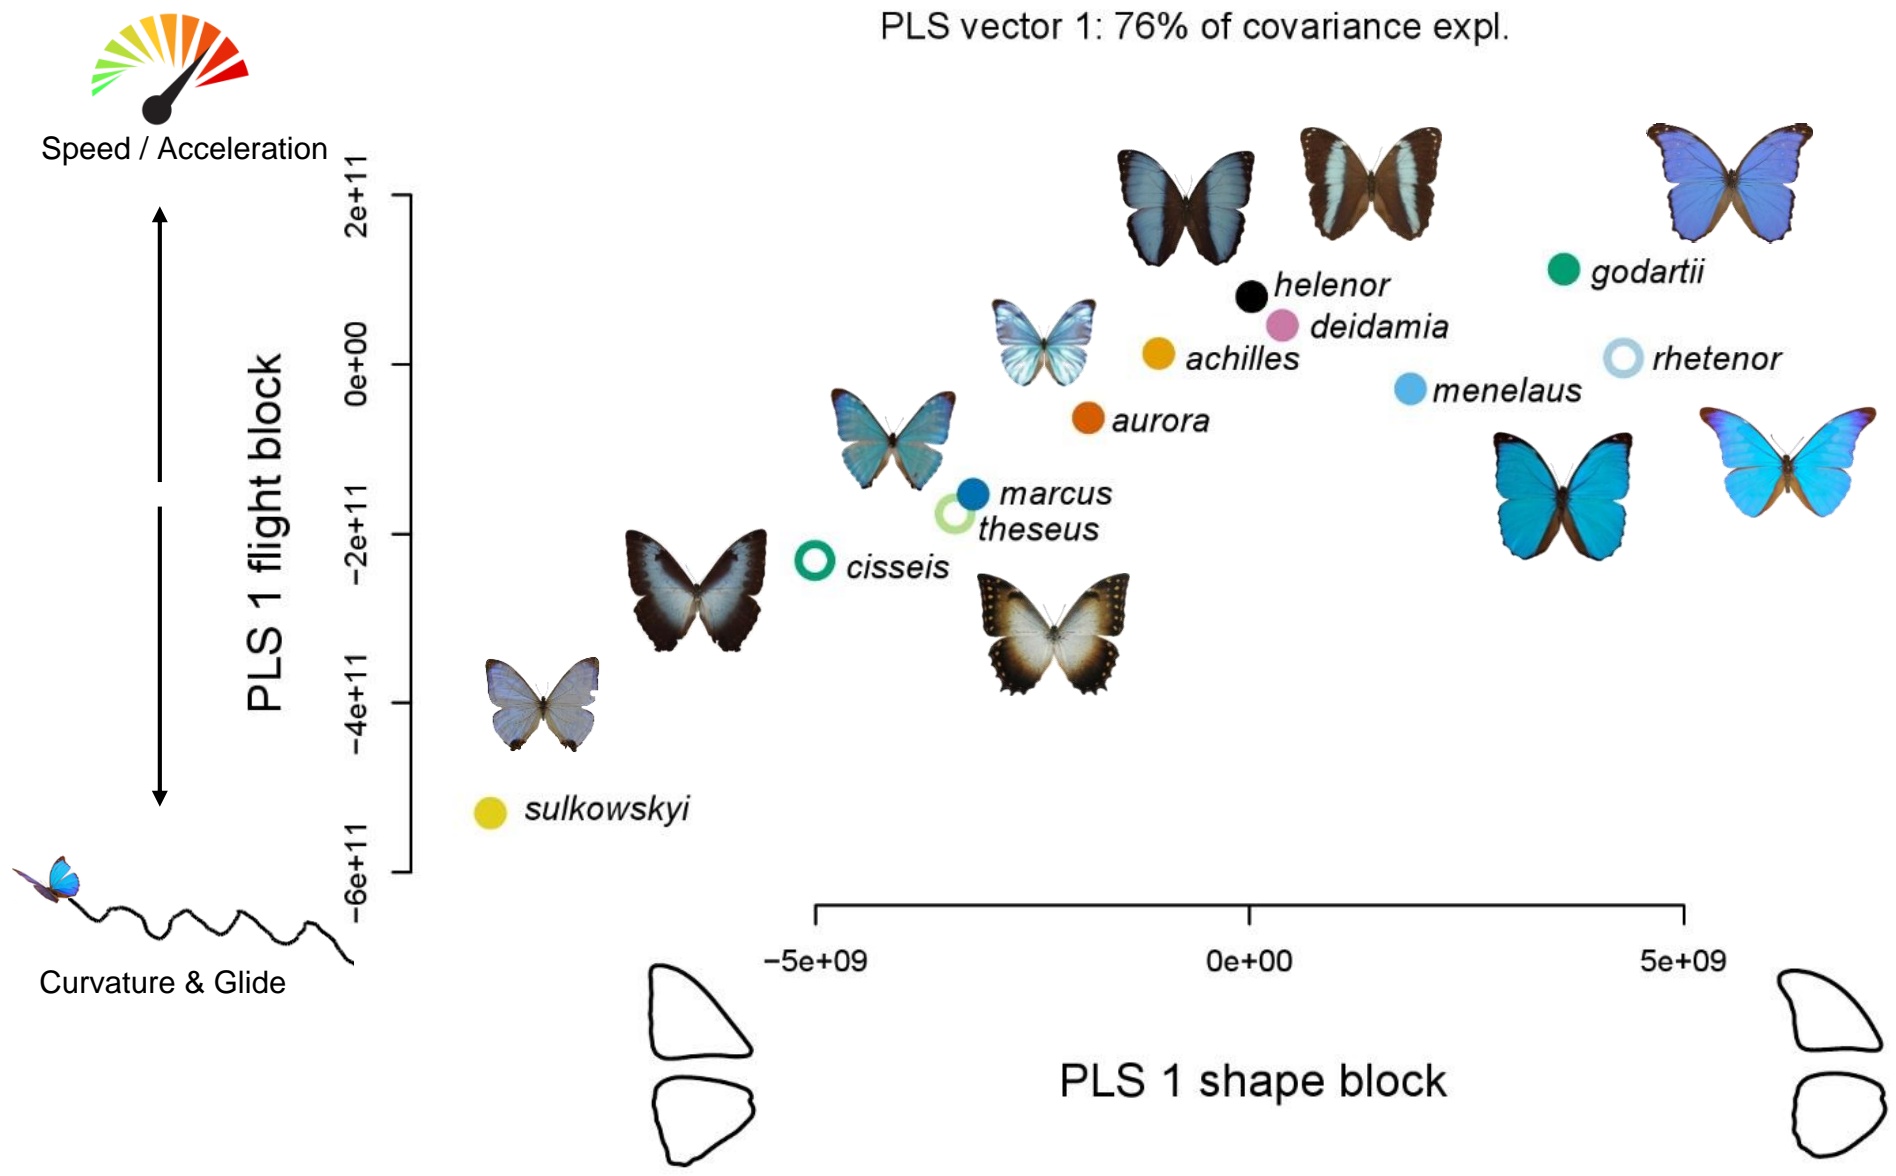 PLS vector 1: 76% of covariance expl.
Speed / Acceleration
Curvature & Glide
PLS 1 flight block
2e+11
0e+00
−2e+11
−4e+11
−6e+11
helenor
godartii
deidamia
achilles
rhetenor
menelaus
aurora
marcus
theseus
cisseis
sulkowskyi
−5e+09
0e+00
5e+09
PLS 1 shape block